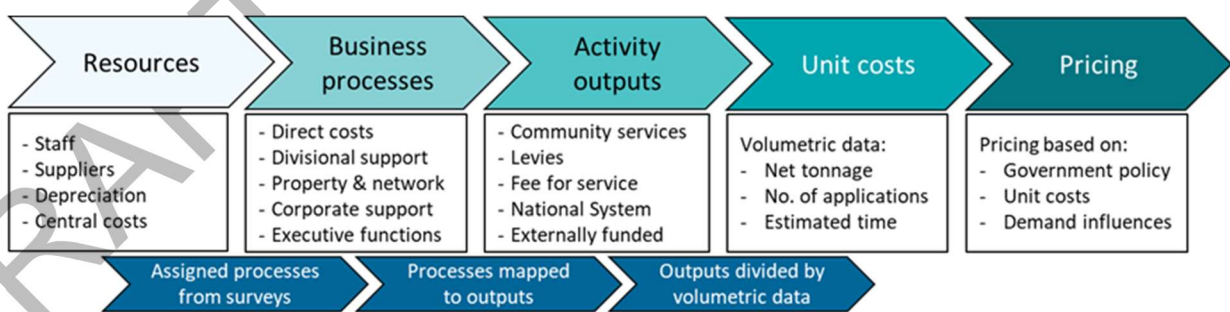 Resources
Business
processes
Activity
outputs
Unit costs
Pricing
- Staff
- Suppliers
- Depreciation
- Central costs
- Direct costs
- Divisional support
- Property & network
- Corporate support
- Executive functions
- Community services
- Levies
- Fee for service
- National System
- Externally funded
Volumetric data:
- Net tonnage
- No. of applications
- Estimated time
Pricing based on:
- Government policy
- Unit costs
- Demand influences
Assigned processes
from surveys
Processes mapped
to outputs
Outputs divided by
volumetric data